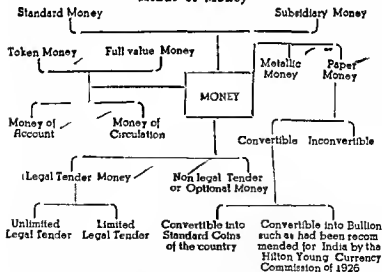 Standard Money Subsidiary Money
Token Money Full value Money
Metallic Money
Paper Money
MONEY
Money of Account
Money of Circulation
Convertible Inconvertible
Legal Tender Money
Non legal Tender
or Optional Money
Unlimited
Legal Tender
Limited
Legal Tender
Convertible into
Standard Coins
of the country
Convertible into Bullion
such as had been recom
mended for India by the
Hilton Young Currency
Commission of 1926